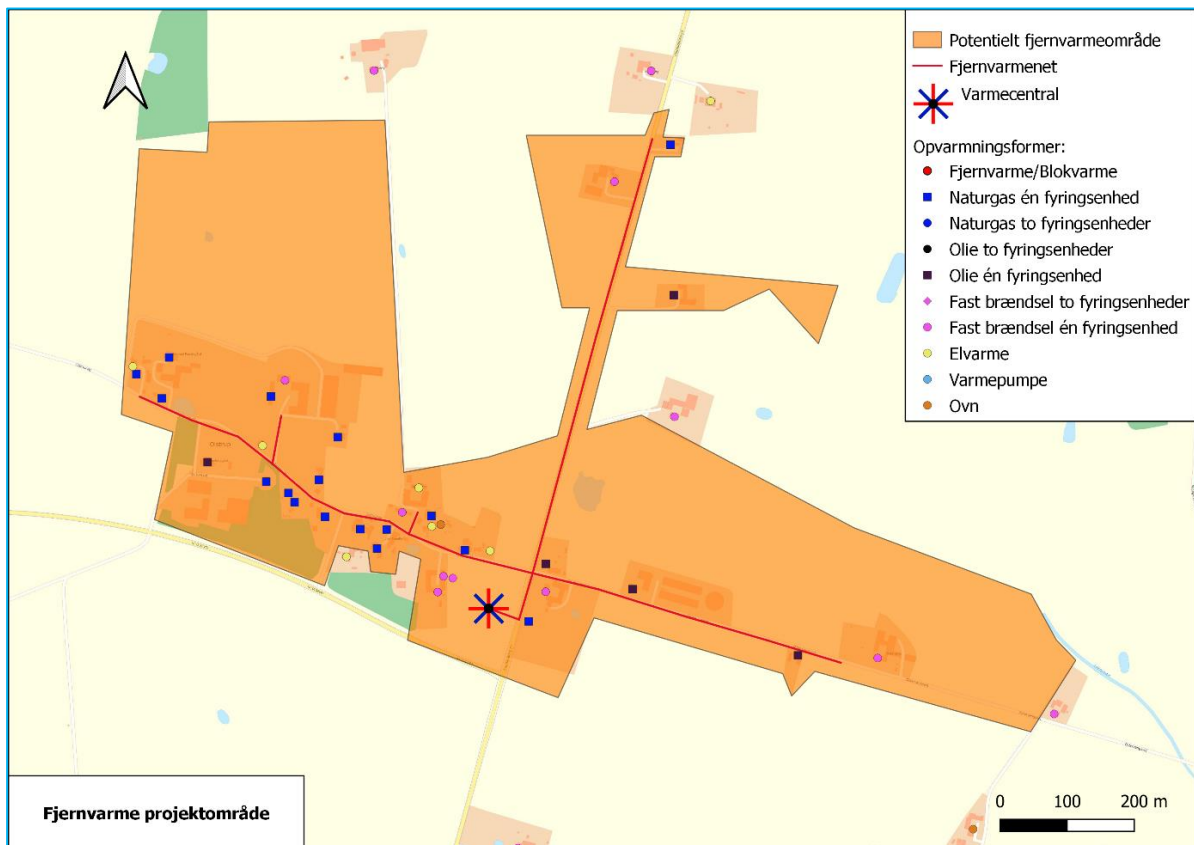 Potentielt fjernvarmeområde
Fjernvarmenet
Varmecentral
Opvarmningsformer:
Fjernvarme/Blokvarme
Naturgas én fyringsenhed
Naturgas to fyringsenheder
Olie to fyringsenheder
Olie én fyringsenhed
Fast brændsel to fyringsenheder
Fast brændsel én fyringsenhed
Elvarme
Varmepumpe
Ovn
Fjernvarme projektområde
0 100 200 m